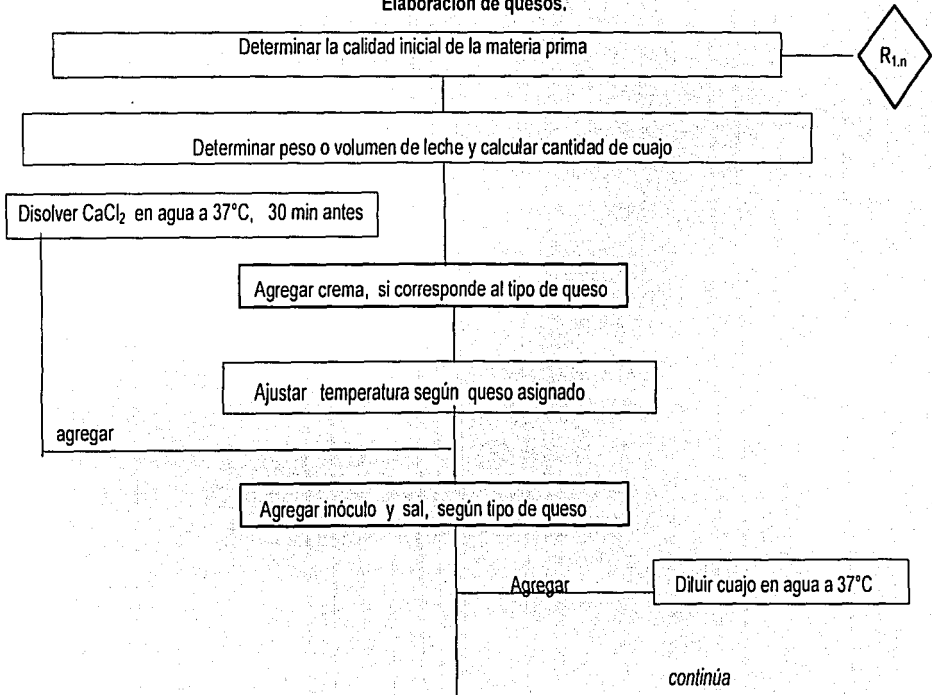 Elaboración de quesos.
Determinar la calidad inicial de la materia prima
R1.n
Determinar peso o volumen de leche y calcular cantidad de cuajo
Disolver CaCl2 en agua a 37°C, 30 min antes
Agregar crema, si corresponde al tipo de queso
Ajustar temperatura según queso asignado
agregar
Agregar inóculo y sal, según tipo de queso
Agregar
Diluir cuajo en agua a 37°C
continúa